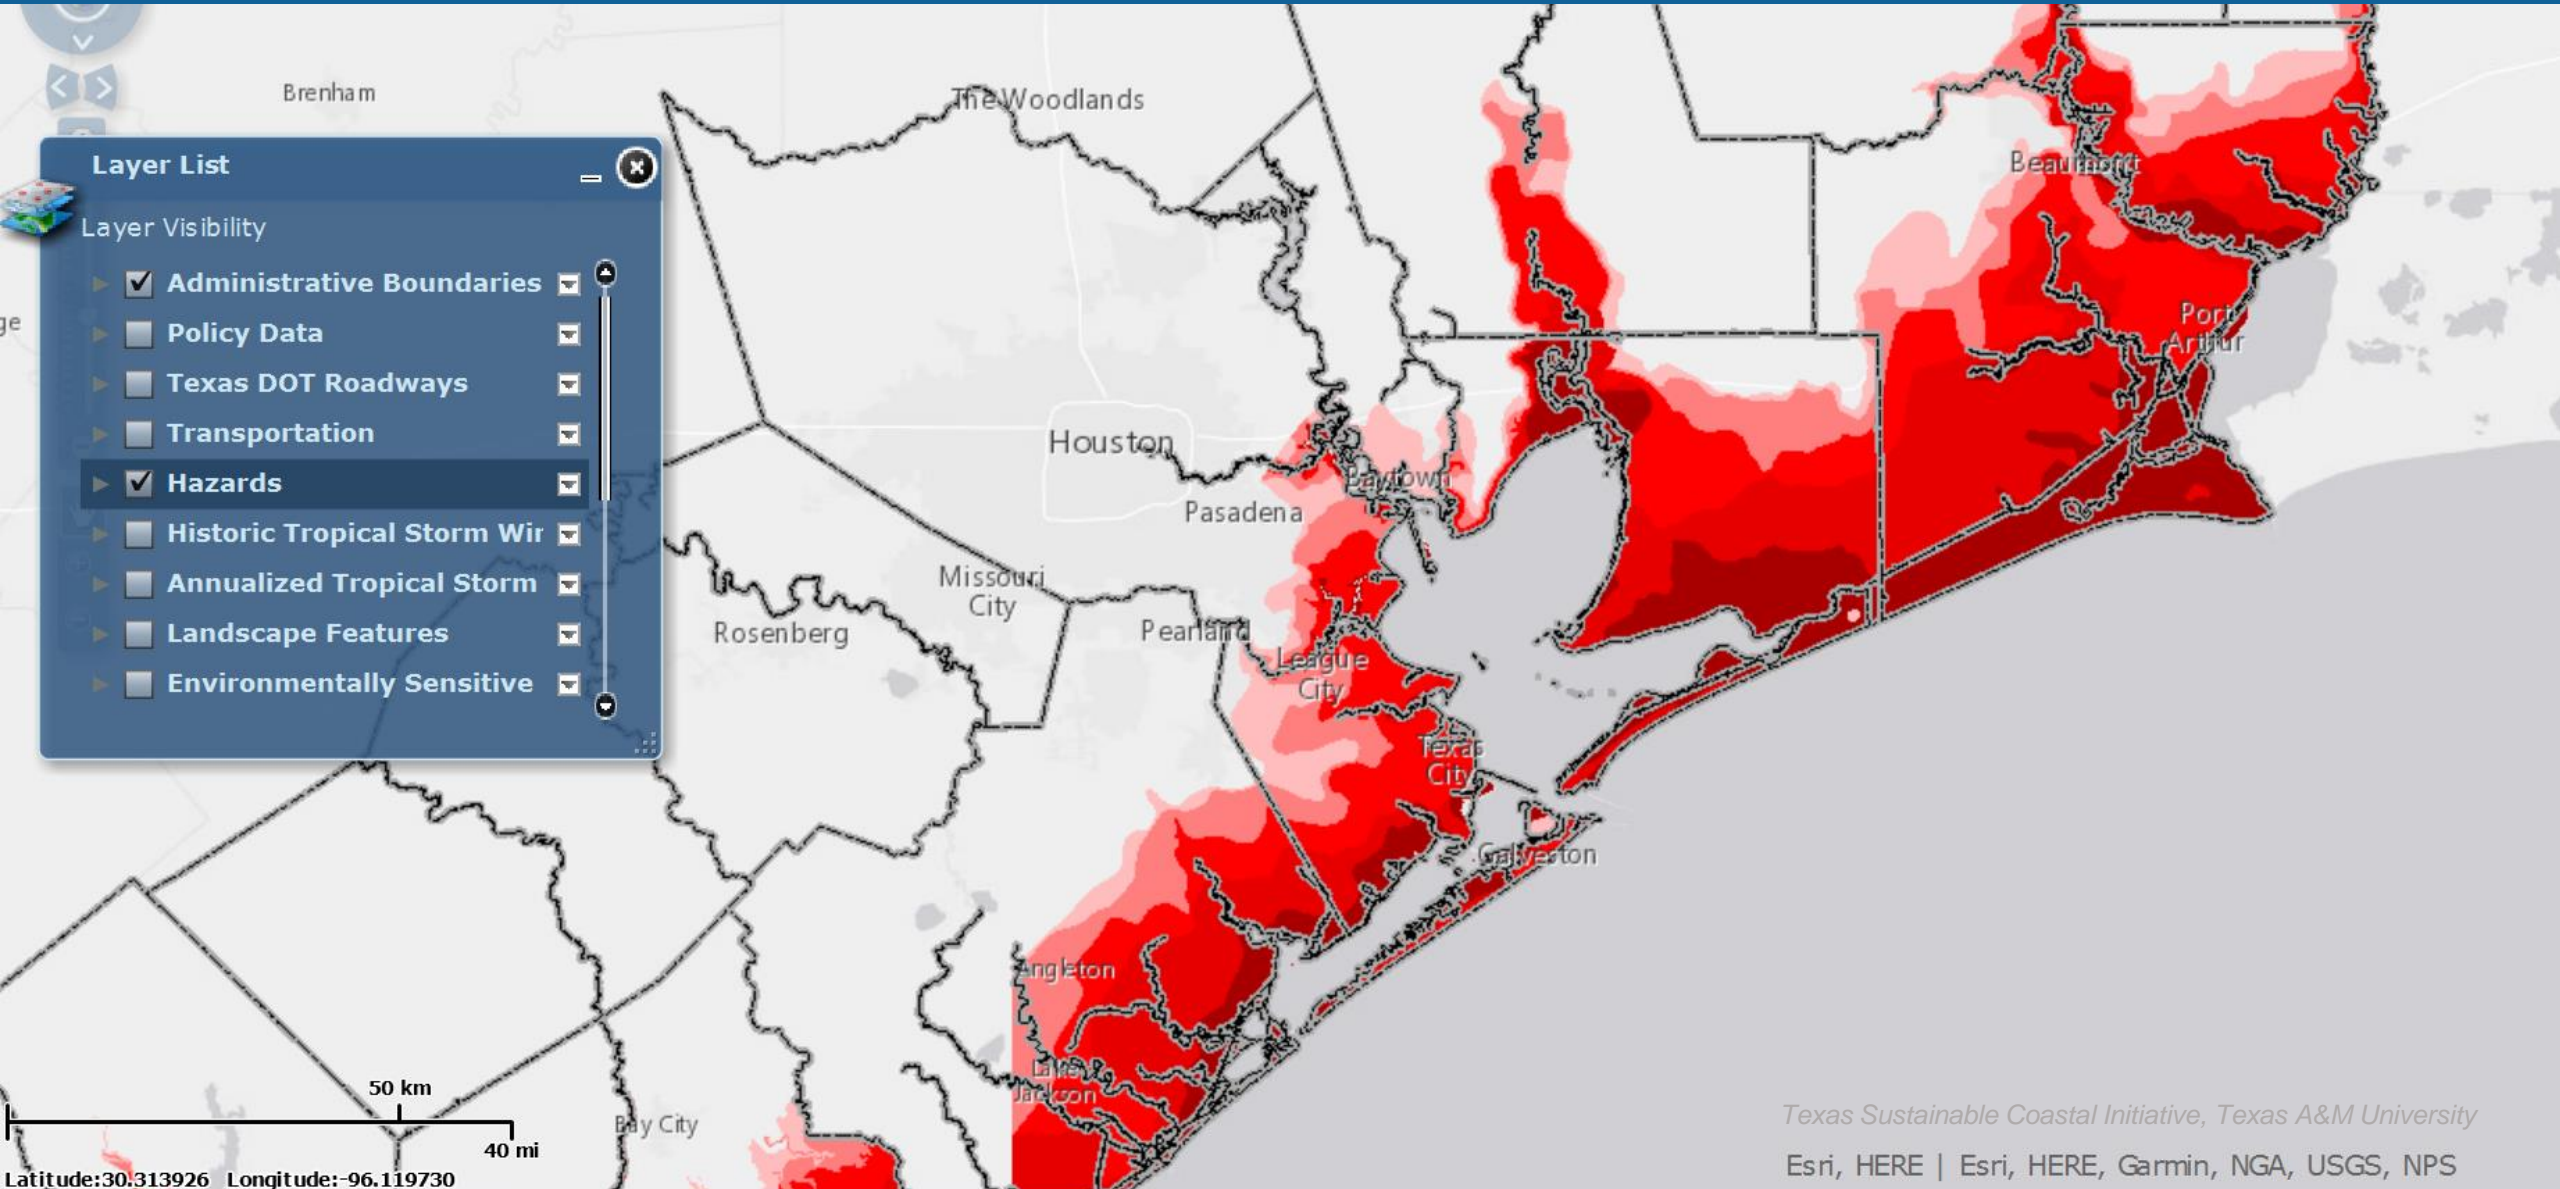 Brenham
The Woodlands
Layer List
Layer Visibility
Administrative Boundaries
Policy Data
Texas DOT Roadways
Transportation
Hazards
Historic Tropical Storm Wir
Annualized Tropical Storm
Landscape Features
Environmentally Sensitive
ge
Beaumont
Port
Arthur
Houston
Baytown
Pasadena
Missouri
City
Rosenberg
Pearland
League
City
Texas
City
Galveston
Angleton
Lake
Jackson
Bay City
50 km
40 mi
Latitude:30.313926 Longitude:-96.119730
Texas Sustainable Coastal Initiative, Texas A&M University
Esri, HERE | Esri, HERE, Garmin, NGA, USGS, NPS